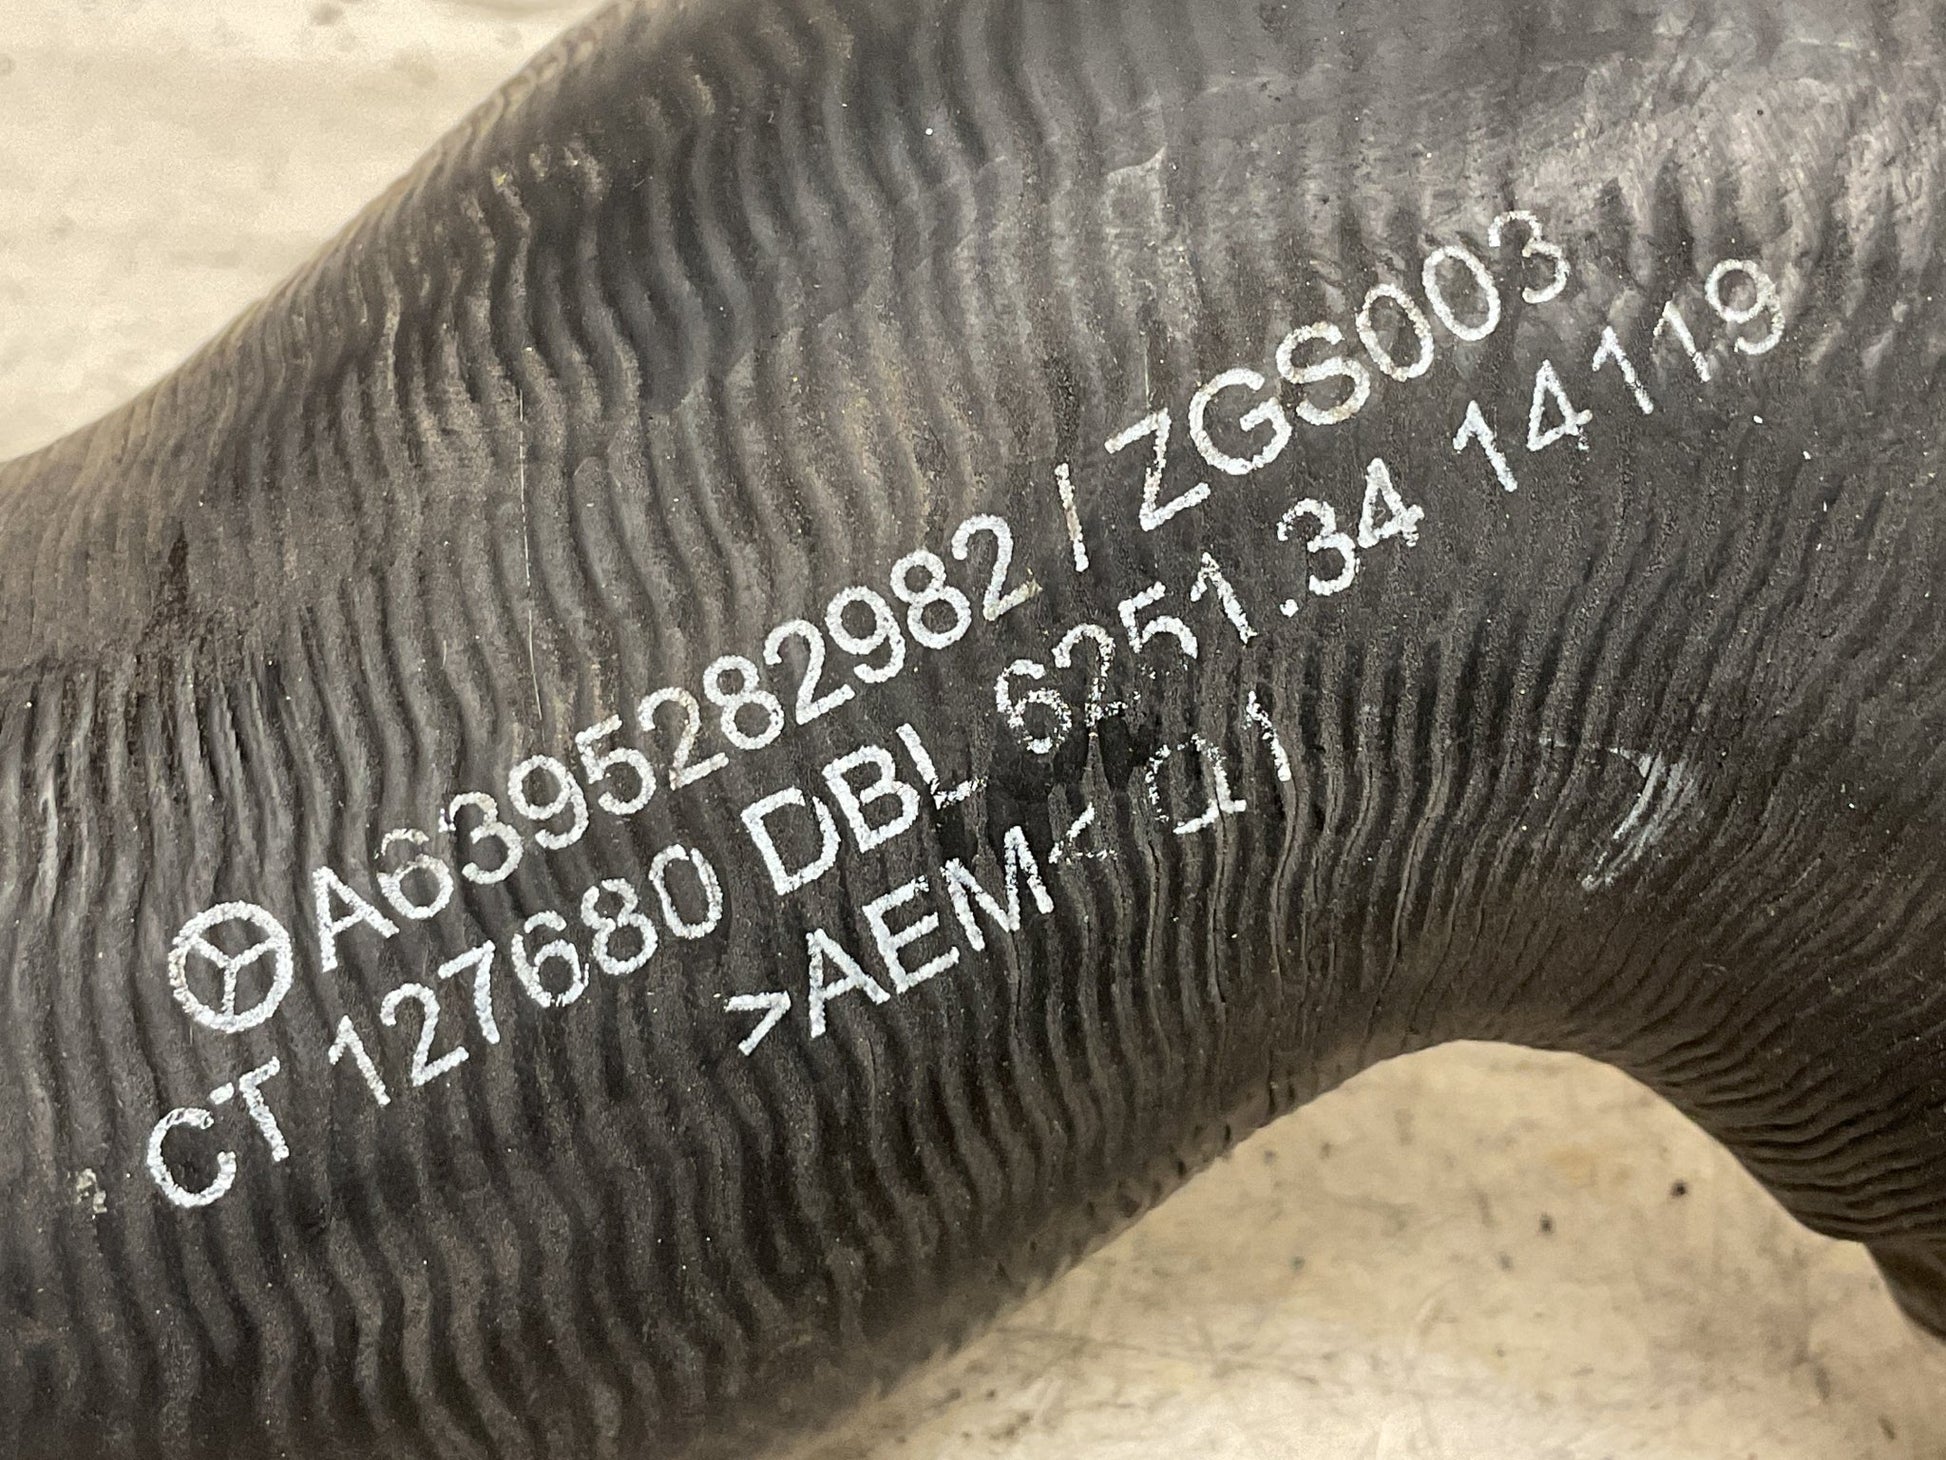 A6395282982 / ZGS003
CT 127680 DBL 6251.34 14119
>AEM<